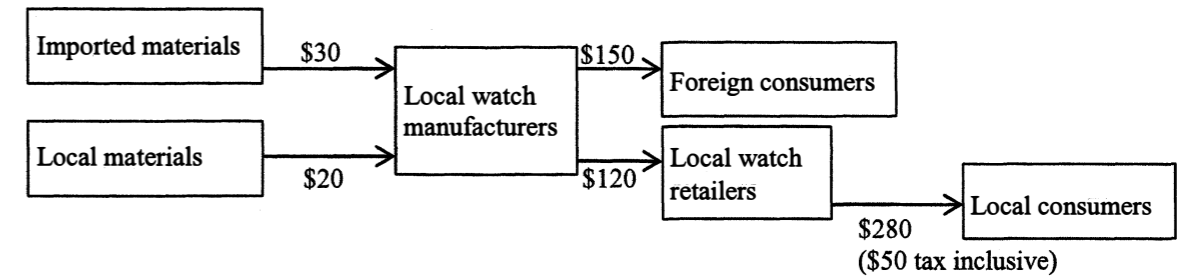 Imported materials
$30
$150
Foreign consumers
Local watch
manufacturers
Local materials
$20
$120
Local watch
retailers
Local consumers
$280
($50 tax inclusive)